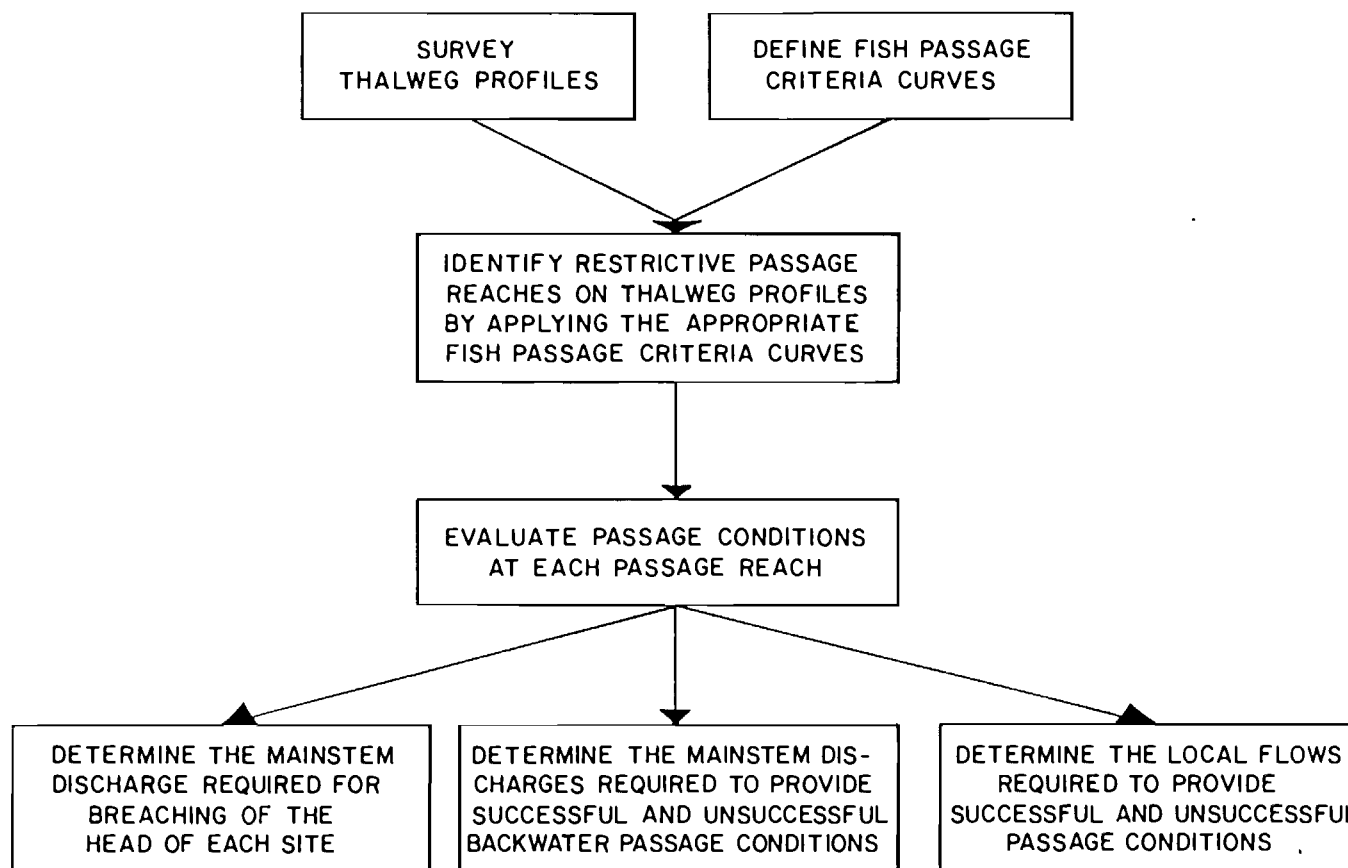 SURVEY
THALWEG PROFILES
DEFINE FISH PASSAGE
CRITERIA CURVES
IDENTIFY RESTRICTIVE PASSAGE
REACHES ON THALWEG PROFILES
BY APPLYING THE APPROPRIATE
FISH PASSAGE CRITERIA CURVES
EVALUATE PASSAGE CONDITIONS
AT EACH PASSAGE REACH
DETERMINE THE MAINSTEM
DISCHARGE REQUIRED FOR
BREACHING OF THE
HEAD OF EACH SITE
DETERMINE THE MAINSTEM DIS-
CHARGES REQUIRED TO PROVIDE
SUCCESSFUL AND UNSUCCESSFUL
BACKWATER PASSAGE CONDITIONS
DETERMINE THE LOCAL FLOWS
REQUIRED TO PROVIDE
SUCCESSFUL AND UNSUCCESSFUL
PASSAGE CONDITIONS